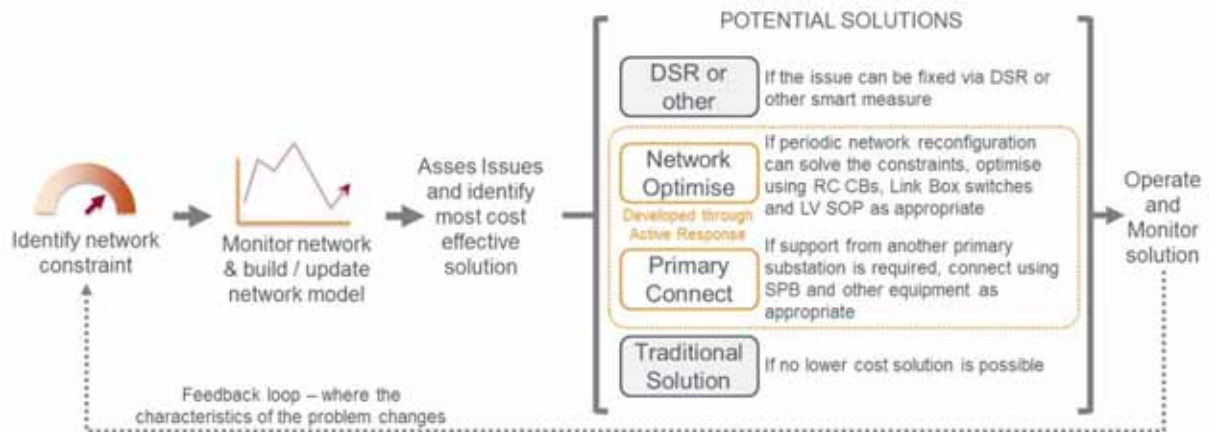 Identify network
constraint
Monitor network
& build / update
network model
Asses Issues
and identify
most cost
effective
solution
POTENTIAL SOLUTIONS
DSR or
other
If the issue can be fixed via DSR or
other smart measure
Network
Optimise
If periodic network reconfiguration
can solve the constraints, optimise
using RC CBs, Link Box switches
and LV SOP as appropriate
Developed through
Active Response
Primary
Connect
If support from another primary
substation is required, connect using
SPB and other equipment as
appropriate
Traditional
Solution
If no lower cost solution is possible
Operate
and
Monitor
solution
Feedback loop – where the
characteristics of the problem changes